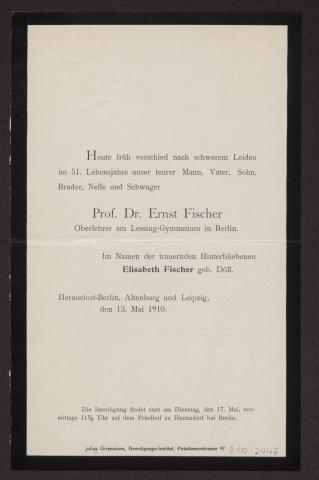 Heute früh verschied nach schwerem Leiden
im 51. Lebensjahre unser teurer Mann, Vater, Sohn,
Bruder, Neffe und Schwager
Prof. Dr. Ernst Fischer
Oberlehrer am Lessing-Gymnasium in Berlin.
Im Namen der trauernden Hinterbliebenen
Elisabeth Fischer geb. Döll.
Hermsdorf-Berlin, Altenburg und Leipzig,
den 13. Mai 1910.
Die Beerdigung findet statt am Dienstag, den 17. Mai, vor-
mittags 11¾ Uhr auf dem Friedhof zu Hermsdorf bei Berlin.
Julius Grieneisen, Beerdigungs-Institut, Potsdamerstrasse